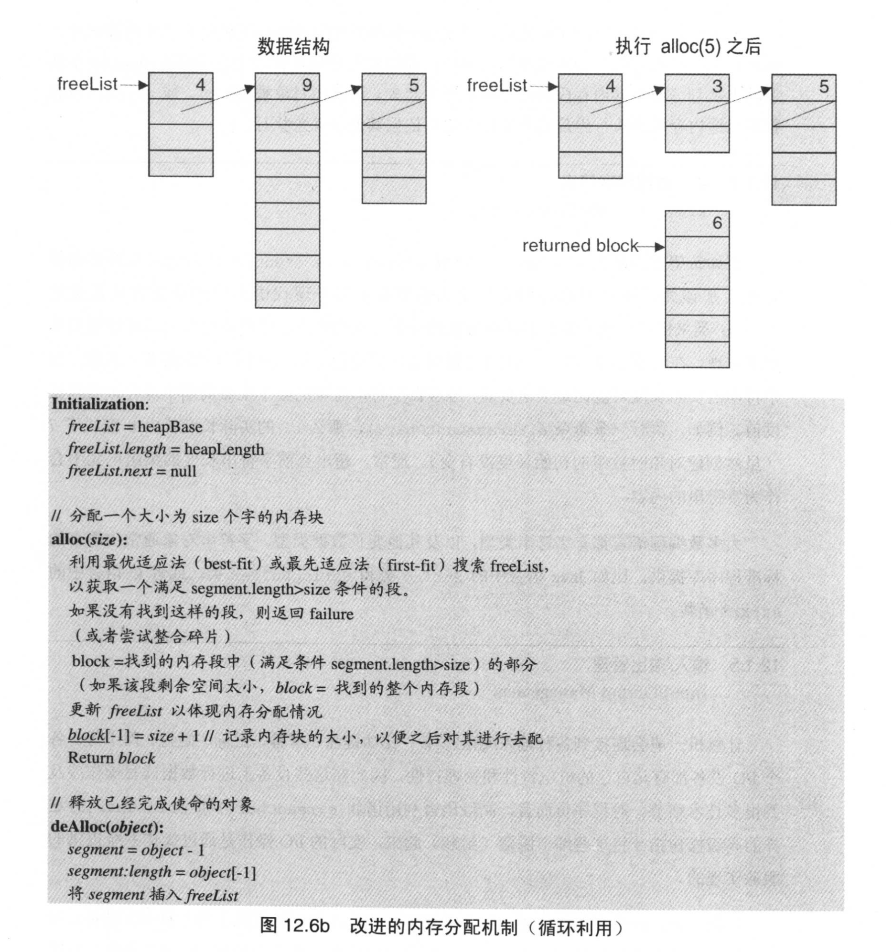 数据结构
执行 alloc(5) 之后
freeList
4
9
5
freeList
4
3
5
returned block
6
Initialization:
freeList = heapBase
freeList.length = heapLength
freeList.next = null
// 分配一个大小为 size 个字的内存块
alloc(size):
利用最优适应法（best-fit）或最先适应法（first-fit）搜索 freeList,
以获取一个满足 segment.length>size 条件的段。
如果没有找到这样的段，则返回 failure
（或者尝试整合碎片）
block =找到的内存段中（满足条件 segment.length>size）的部分
（如果该段剩余空间太小，block = 找到的整个内存段）
更新 freeList 以体现内存分配情况
block[-1] = size + 1 // 记录内存块的大小，以便之后对其进行去配
Return block
// 释放已经完成使命的对象
deAlloc(object):
segment = object - 1
segment.length = object[-1]
将 segment 插入 freeList
图 12.6b 改进的内存分配机制（循环利用）